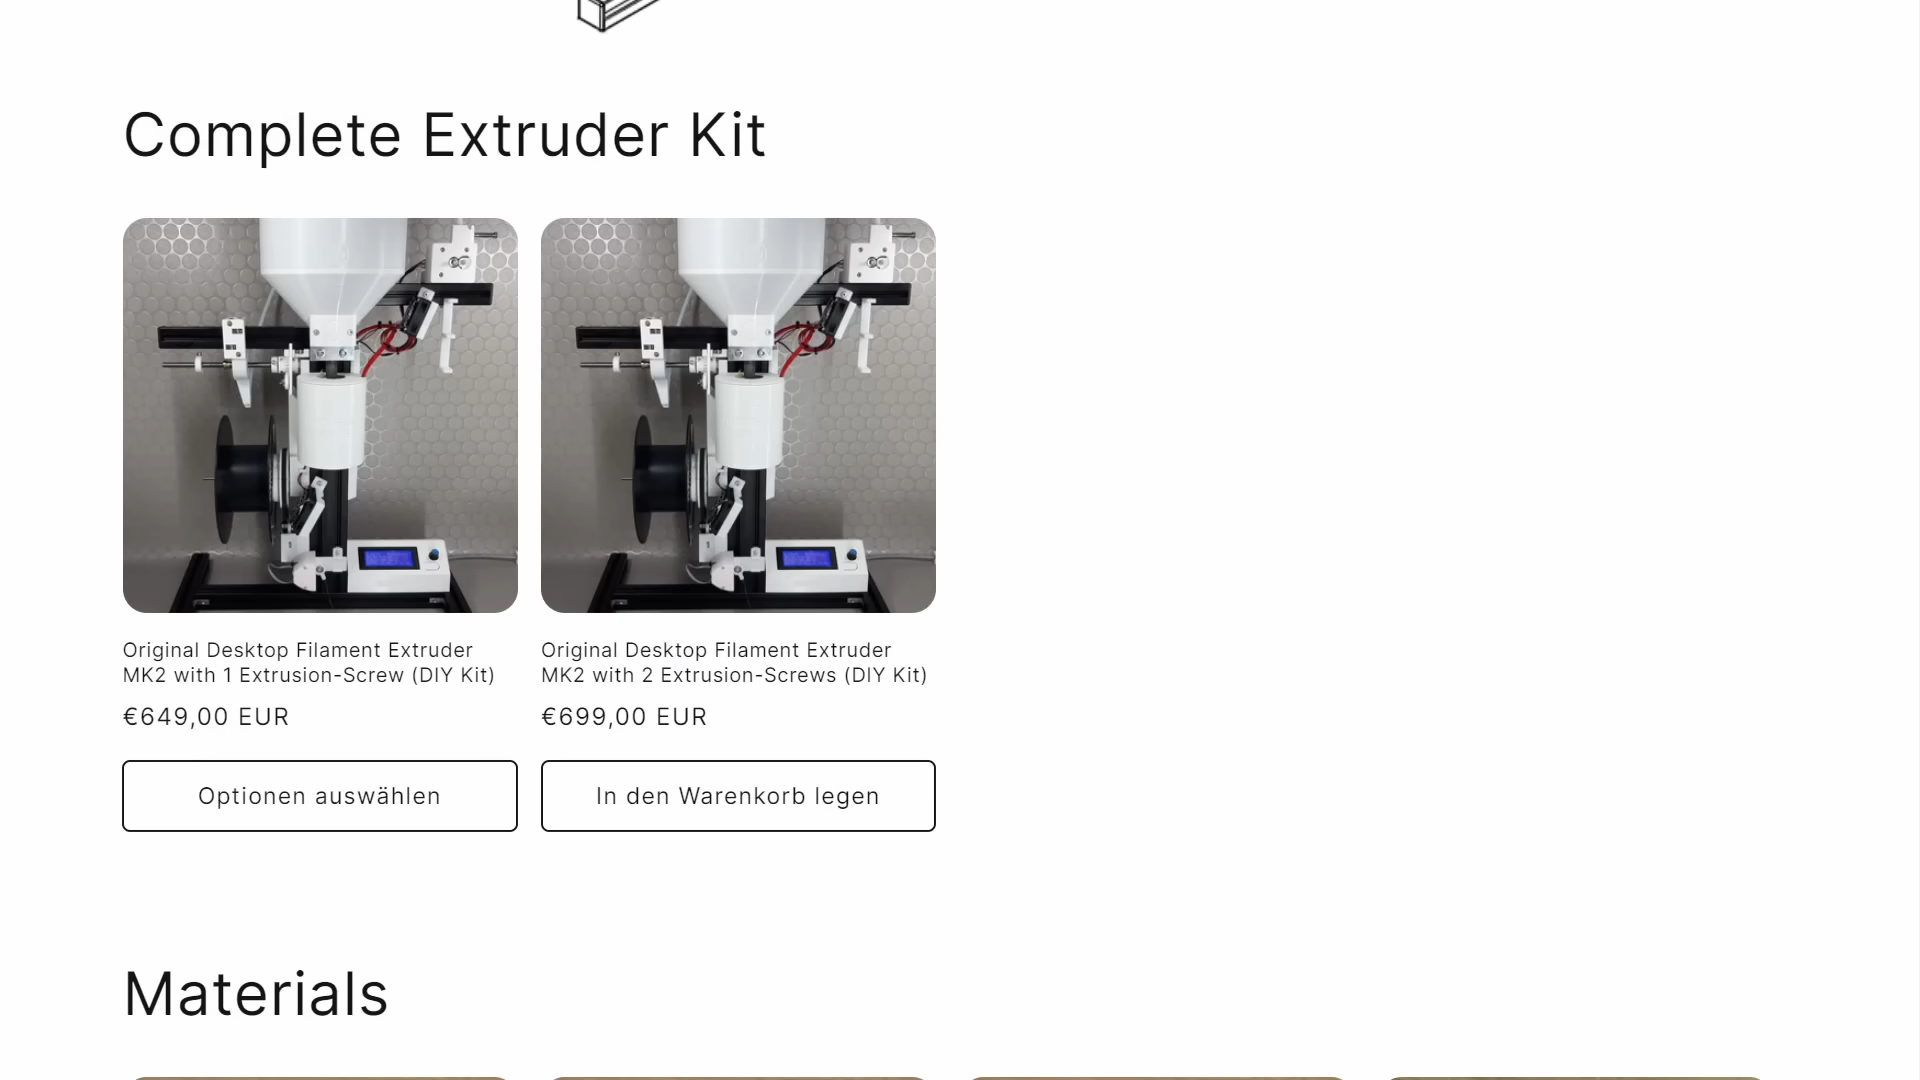 Complete Extruder Kit
Original Desktop Filament Extruder
MK2 with 1 Extrusion-Screw (DIY Kit)
€649,00 EUR
Optionen auswählen
Original Desktop Filament Extruder
MK2 with 2 Extrusion-Screws (DIY Kit)
€699,00 EUR
In den Warenkorb legen
Materials